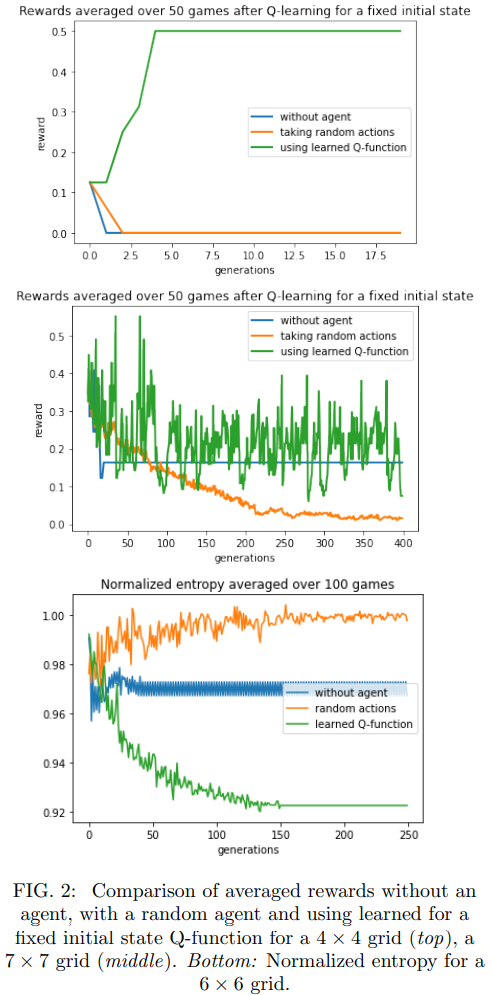 Rewards averaged over 50 games after Q-learning for a fixed initial state
0.5
0.4
0.3
0.2
0.1
0.0
reward
without agent
taking random actions
using learned Q-function
0.0 2.5 5.0 7.5 10.0 12.5 15.0 17.5
generations
Rewards averaged over 50 games after Q-learning for a fixed initial state
0.5
0.4
0.3
0.2
0.1
0.0
reward
without agent
taking random actions
using learned Q-function
0 50 100 150 200 250 300 350 400
generations
Normalized entropy averaged over 100 games
1.00
0.98
0.96
0.94
0.92
without agent
random actions
learned Q-function
0 50 100 150 200 250
generations
FIG. 2: Comparison of averaged rewards without an
agent, with a random agent and using learned for a
fixed initial state Q-function for a 4 × 4 grid (top), a
7 × 7 grid (middle). Bottom: Normalized entropy for a
6 × 6 grid.